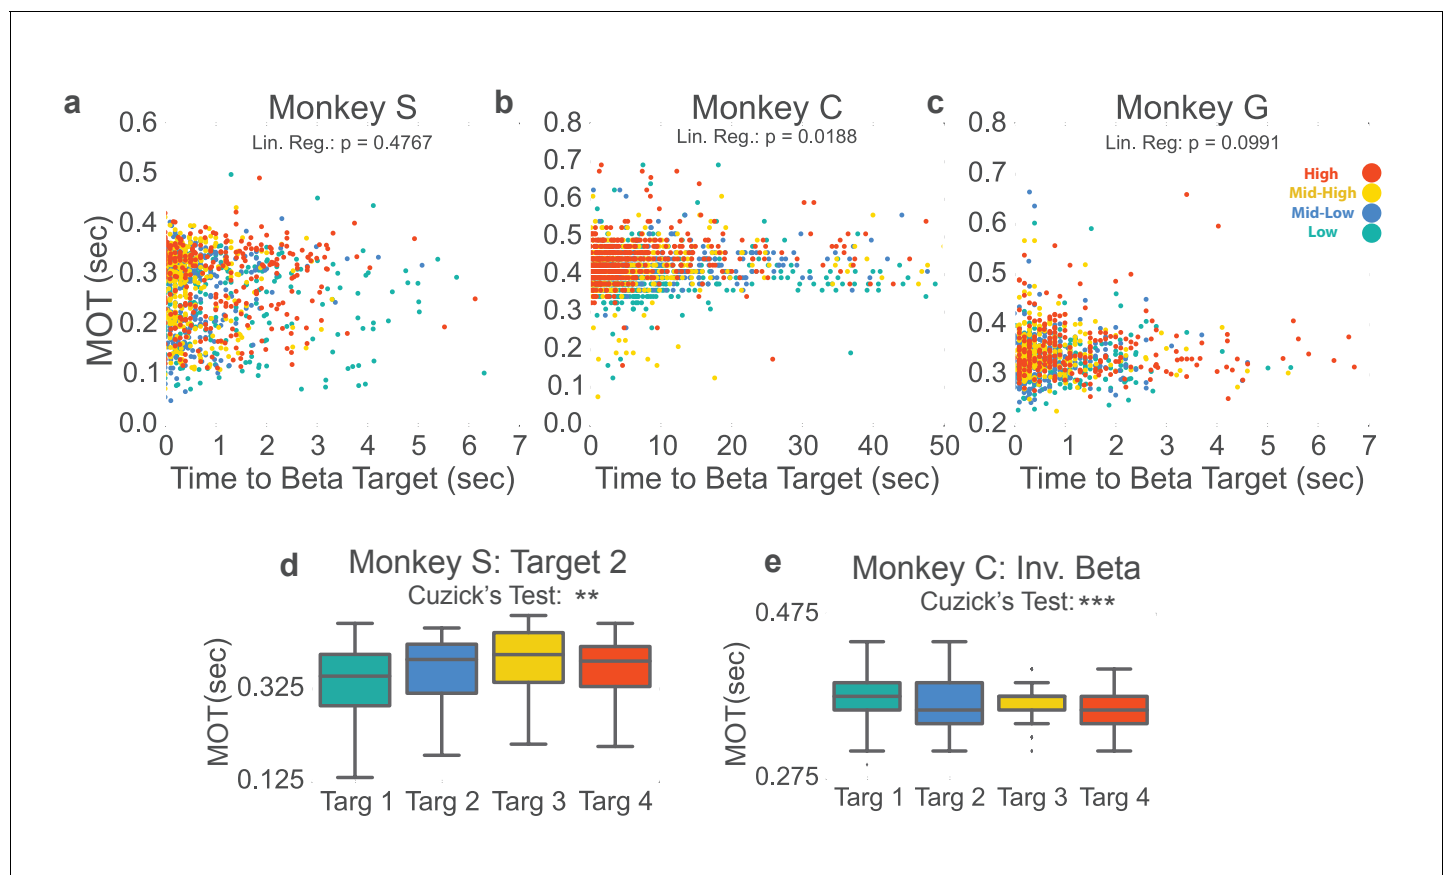 a
Monkey S
Lin. Reg.: p = 0.4767
0.6
0.5
0.4
0.3
0.2
0.1
0.0
MOT (sec)
0 1 2 3 4 5 6 7
Time to Beta Target (sec)
b
Monkey C
Lin. Reg.: p = 0.0188
0.8
0.7
0.6
0.5
0.4
0.3
0.2
0.1
0.0
0 10 20 30 40 50
Time to Beta Target (sec)
c
Monkey G
Lin. Reg: p = 0.0991
0.8
0.7
0.6
0.5
0.4
0.3
0.2
0 1 2 3 4 5 6 7
Time to Beta Target (sec)
High
Mid-High
Mid-Low
Low
d
Monkey S: Target 2
Cuzick's Test: **
MOT(sec)
0.325
0.125
Targ 1 Targ 2 Targ 3 Targ 4
e
Monkey C: Inv. Beta
Cuzick's Test:***
0.475
MOT(sec)
0.275
Targ 1 Targ 2 Targ 3 Targ 4